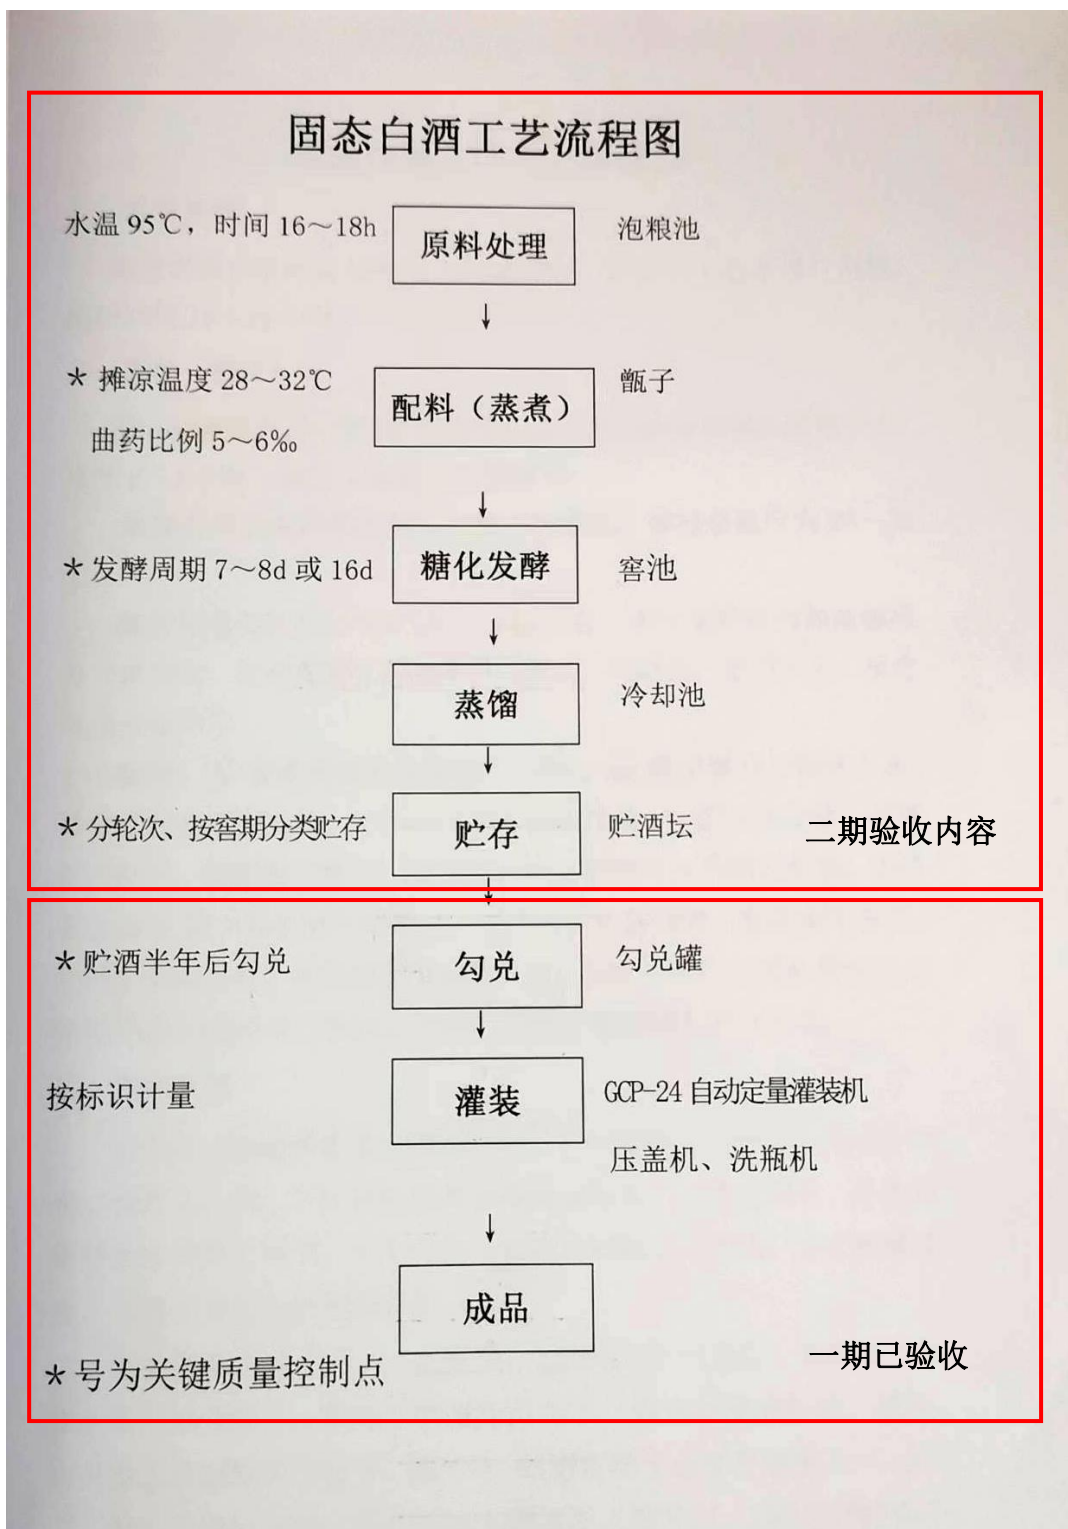 固态白酒工艺流程图
水温 95℃，时间 16～18h 原料处理 泡粮池
↓
＊ 摊凉温度 28～32℃ 配料（蒸煮） 甑子
曲药比例 5～6‰
↓
＊ 发酵周期 7～8d 或 16d 糖化发酵 窖池
↓
蒸馏 冷却池
↓
＊ 分轮次、按窖期分类贮存 贮存 贮酒坛 二期验收内容
↓
＊ 贮酒半年后勾兑 勾兑 勾兑罐
↓
按标识计量 灌装 GCP-24 自动定量灌装机
压盖机、洗瓶机
↓
成品
一期已验收
＊ 号为关键质量控制点